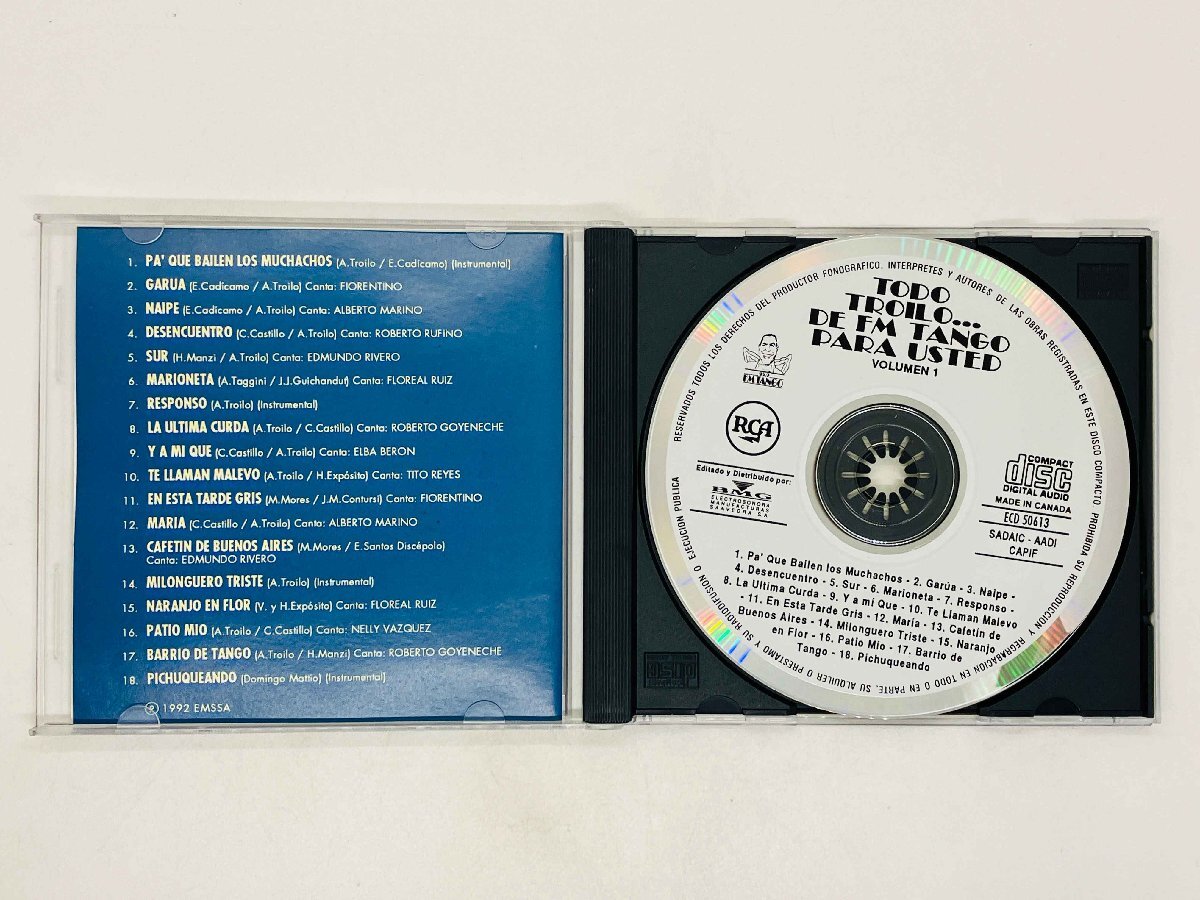 1. PA' QUE BAILEN LOS MUCHACHOS (A.Troilo / E.Cadícamo) (Instrumental)
2. GARUA (E.Cadícamo / A.Troilo) Canta: FIORENTINO
3. NAIPE (E.Cadícamo / A.Troilo) Canta: ALBERTO MARINO
4. DESENCUENTRO (C.Castillo / A.Troilo) Canta: ROBERTO RUFINO
5. SUR (H.Manzi / A.Troilo) Canta: EDMUNDO RIVERO
6. MARIONETA (A.Taggini / J.J.Guichanduf) Canta: FLOREAL RUIZ
7. RESPONSO (A.Troilo) (Instrumental)
8. LA ULTIMA CURDA (A.Troilo / C.Castillo) Canta: ROBERTO GOYENECHE
9. Y A MI QUE (C.Castillo / A.Troilo) Canta: ELBA BERON
10. TE LLAMAN MALEVO (A.Troilo / H.Expósito) Canta: TITO REYES
11. EN ESTA TARDE GRIS (M.Mores / J.M.Contursi) Canta: FIORENTINO
12. MARIA (C.Castillo / A.Troilo) Canta: ALBERTO MARINO
13. CAFETIN DE BUENOS AIRES (M.Mores / E.Santos Discépolo)
Canta: EDMUNDO RIVERO
14. MILONGUERO TRISTE (A.Troilo) (Instrumental)
15. NARANJO EN FLOR (V. y H.Expósito) Canta: FLOREAL RUIZ
16. PATIO MIO (A.Troilo / C.Castillo) Canta: NELLY VAZQUEZ
17. BARRIO DE TANGO (A.Troilo / H.Manzi) Canta: ROBERTO GOYENECHE
18. PICHUQUEANDO (Domingo Mattio) (Instrumental)
℗ 1992 EMSSA
RESERVADOS TODOS LOS DERECHOS DEL PRODUCTOR FONOGRAFICO. INTERPRETES Y AUTORES DE LAS OBRAS REGISTRADAS EN ESTE DISCO COMPACTO PROHIBIDA SU REPRODUCCION Y REGRABACION EN TODO O EN PARTE, SU ALQUILER O PRESTAMO Y SU RADIODIFUSION O EJECUCION PUBLICA
TODO
TROILO...
DE FM TANGO
PARA USTED
VOLUMEN 1
FM TANGO
RCA
Editado y Distribuido por:
BMG
ELECTROSONORA
MANUFACTURAS
SAAVEDRA S.A.
COMPACT
disc
DIGITAL AUDIO
MADE IN CANADA
ECD 50613
SADAIC - AADI
CAPIF
1. Pa' Que Bailen los Muchachos - 2. Garúa - 3. Naipe -
4. Desencuentro - 5. Sur - 6. Marioneta - 7. Responso -
8. La Ultima Curda - 9. Y a mí Que - 10. Te Llaman Malevo
- 11. En Esta Tarde Gris - 12. María - 13. Cafetín de
Buenos Aires - 14. Milonguero Triste - 15. Naranjo
en Flor - 16. Patio Mío - 17. Barrio de
Tango - 18. Pichuqueando